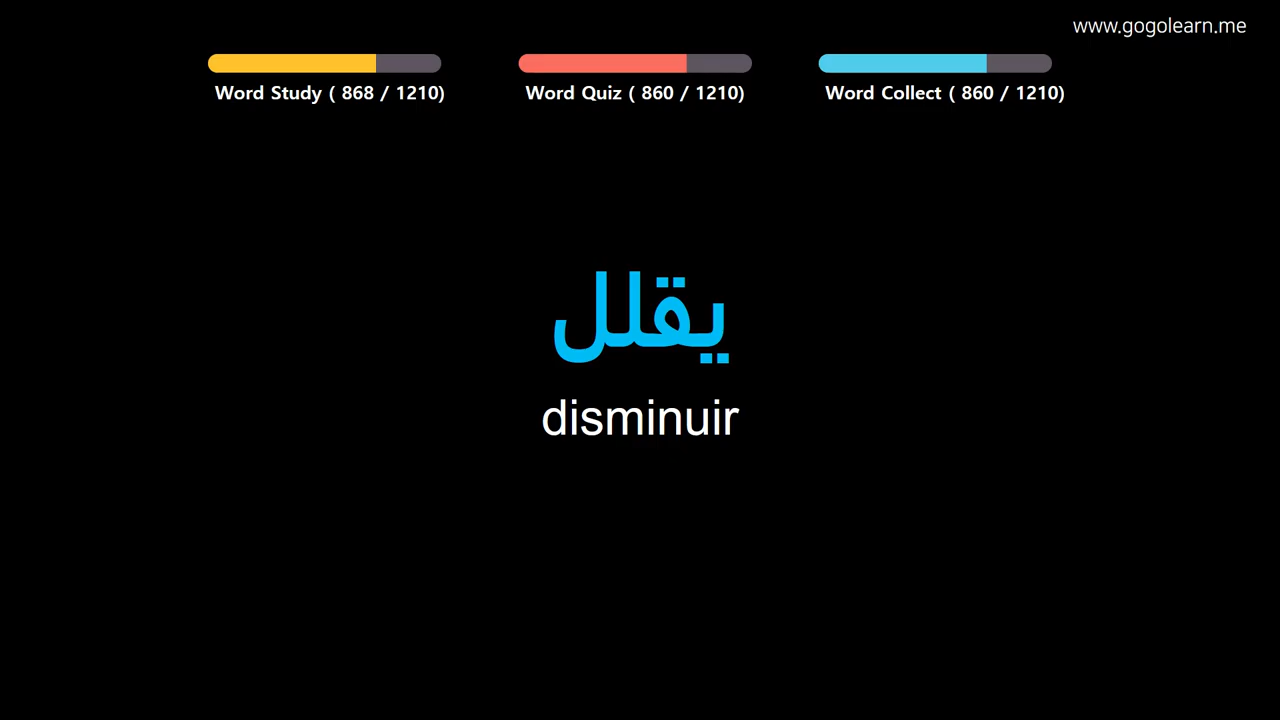 www.gogolearn.me
Word Study ( 868 / 1210)
Word Quiz ( 860 / 1210)
Word Collect ( 860 / 1210)
يقلل
disminuir